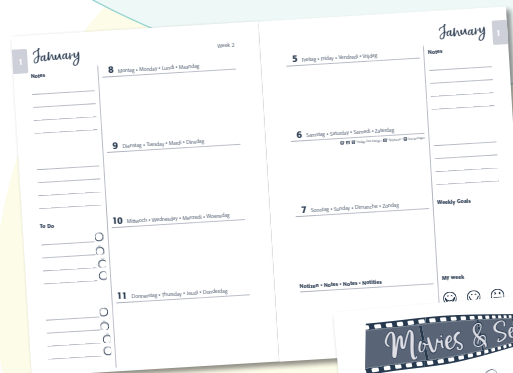 1
January
Week 2
Notes
8 Montag • Monday • Lundi • Maandag
9 Dienstag • Tuesday • Mardi • Dinsdag
10 Mittwoch • Wednesday • Mercredi • Woensdag
11 Donnerstag • Thursday • Jeudi • Donderdag
To Do
January
1
5 Freitag • Friday • Vendredi • Vrijdag
6 Samstag • Saturday • Samedi • Zaterdag
7 Sonntag • Sunday • Dimanche • Zondag
Notizen • Notes • Notes • Notities
Notes
Weekly Goals
My week
Movies & Se